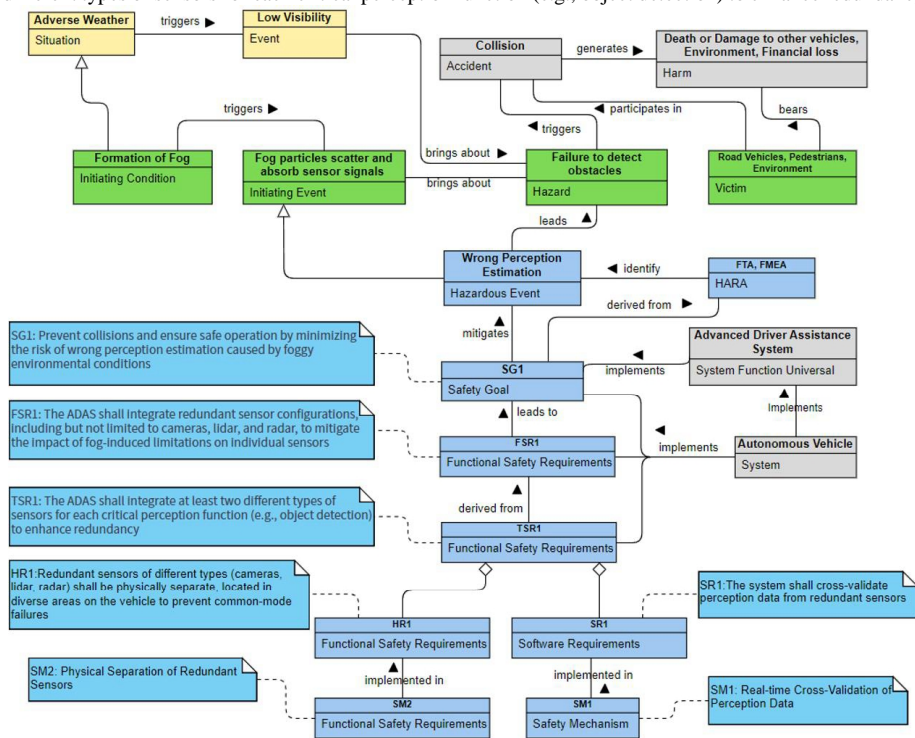 Adverse Weather
Situation
triggers
Low Visibility
Event
Collision
Accident
generates
Death or Damage to other vehicles,
Environment, Financial loss
Harm
triggers
participates in
bears
triggers
Formation of Fog
Initiating Condition
Fog particles scatter and
absorb sensor signals
Initiating Event
brings about
brings about
Failure to detect
obstacles
Hazard
Road Vehicles, Pedestrians,
Environment
Victim
leads
Wrong Perception
Estimation
Hazardous Event
identify
FTA, FMEA
HARA
mitigates
derived from
SG1: Prevent collisions and ensure safe operation by minimizing
the risk of wrong perception estimation caused by foggy
environmental conditions
SG1
Safety Goal
implements
Advanced Driver Assistance
System
System Function Universal
leads to
Implements
FSR1: The ADAS shall integrate redundant sensor configurations,
including but not limited to cameras, lidar, and radar, to mitigate
the impact of fog-induced limitations on individual sensors
FSR1
Functional Safety Requirements
implements
Autonomous Vehicle
System
TSR1: The ADAS shall integrate at least two different types of
sensors for each critical perception function (e.g., object detection)
to enhance redundancy
derived from
TSR1
Functional Safety Requirements
HR1:Redundant sensors of different types (cameras,
lidar, radar) shall be physically separate, located in
diverse areas on the vehicle to prevent common-mode
failures
HR1
Functional Safety Requirements
SR1
Software Requirements
SR1:The system shall cross-validate
perception data from redundant sensors
SM2: Physical Separation of Redundant
Sensors
implemented in
implemented in
SM2
Functional Safety Requirements
SM1
Safety Mechanism
SM1: Real-time Cross-Validation of
Perception Data